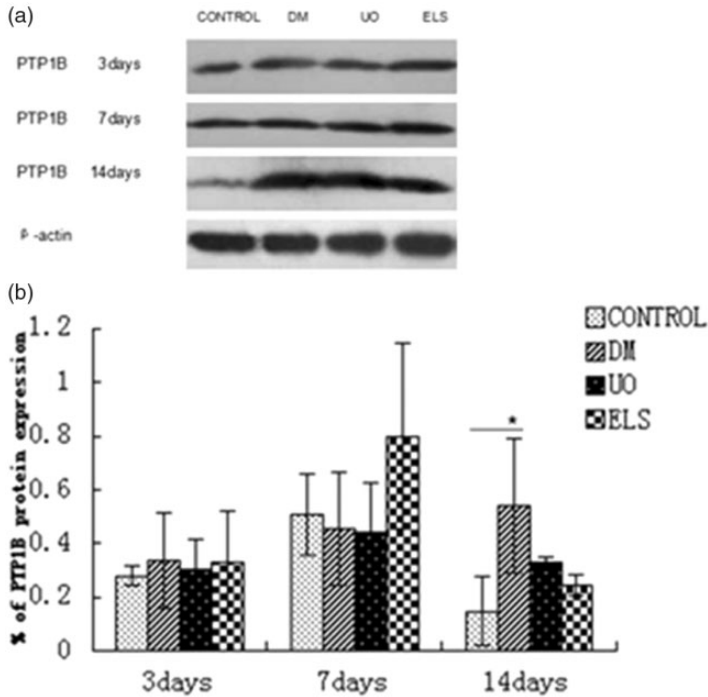 (a)
CONTROL DM UO ELS
PTP1B 3days
PTP1B 7days
PTP1B 14days
β-actin
(b)
% of PTP1B protein expression
1.2
1
0.8
0.6
0.4
0.2
0
3days 7days 14days
*
CONTROL
DM
UO
ELS